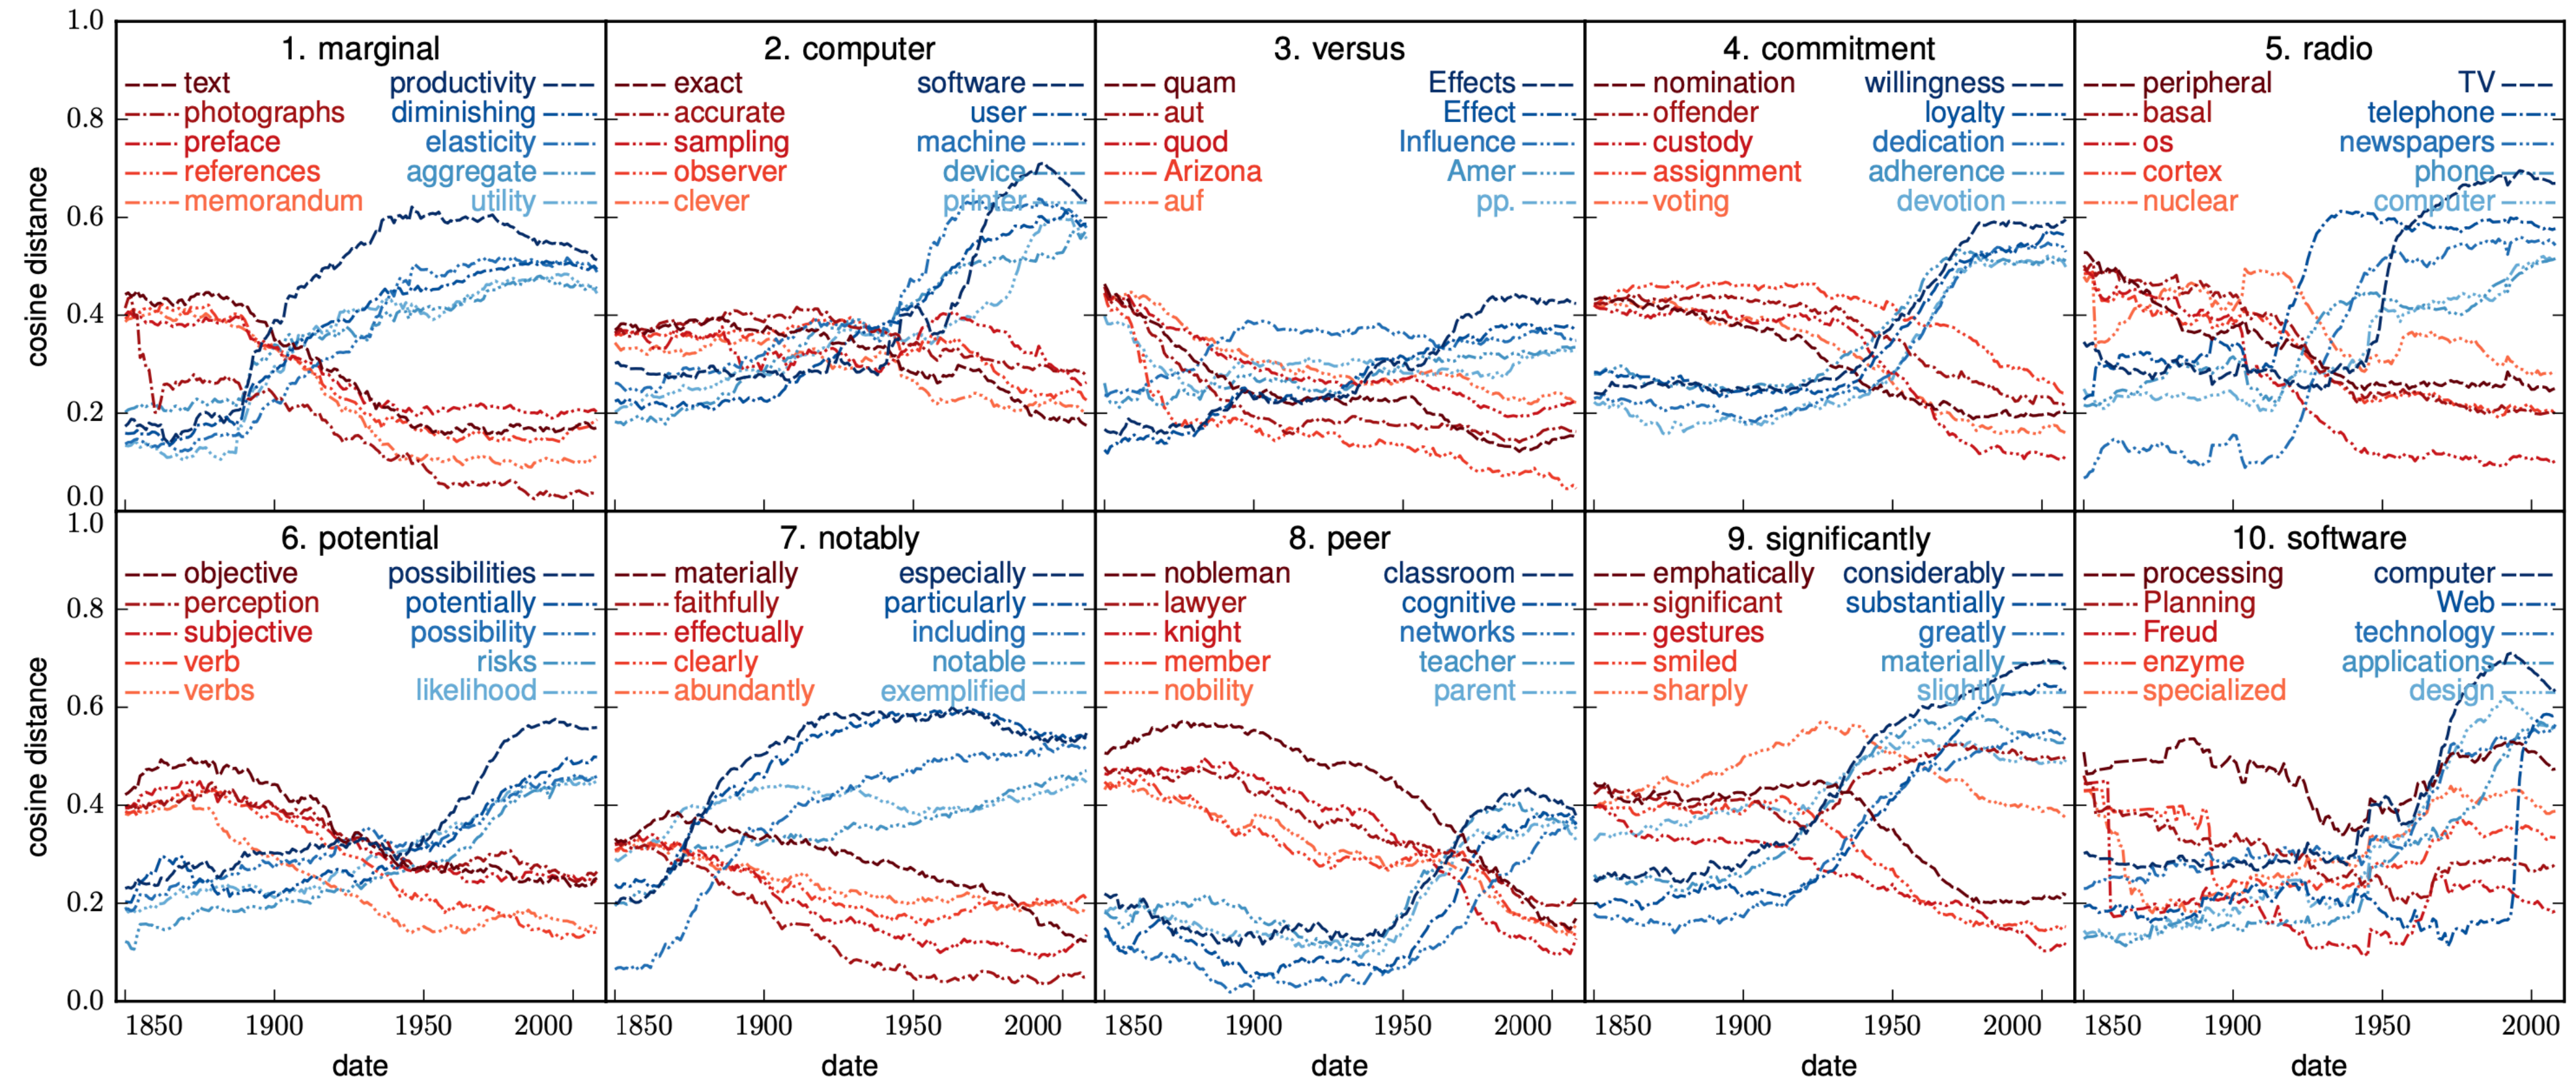 1.0
0.8
0.6
0.4
0.2
0.0
cosine distance
1. marginal
text productivity
photographs diminishing
preface elasticity
references aggregate
memorandum utility
2. computer
exact software
accurate user
sampling machine
observer device
clever printer
3. versus
quam Effects
aut Effect
quod Influence
Arizona Amer
auf pp.
4. commitment
nomination willingness
offender loyalty
custody dedication
assignment adherence
voting devotion
5. radio
peripheral TV
basal telephone
os newspapers
cortex phone
nuclear computer
1.0
0.8
0.6
0.4
0.2
0.0
cosine distance
6. potential
objective possibilities
perception potentially
subjective possibility
verb risks
verbs likelihood
1850 1900 1950 2000
date
7. notably
materially especially
faithfully particularly
effectually including
clearly notable
abundantly exemplified
1850 1900 1950 2000
date
8. peer
nobleman classroom
lawyer cognitive
knight networks
member teacher
nobility parent
1850 1900 1950 2000
date
9. significantly
emphatically considerably
significant substantially
gestures greatly
smiled materially
sharply slightly
1850 1900 1950 2000
date
10. software
processing computer
Planning Web
Freud technology
enzyme applications
specialized design
1850 1900 1950 2000
date